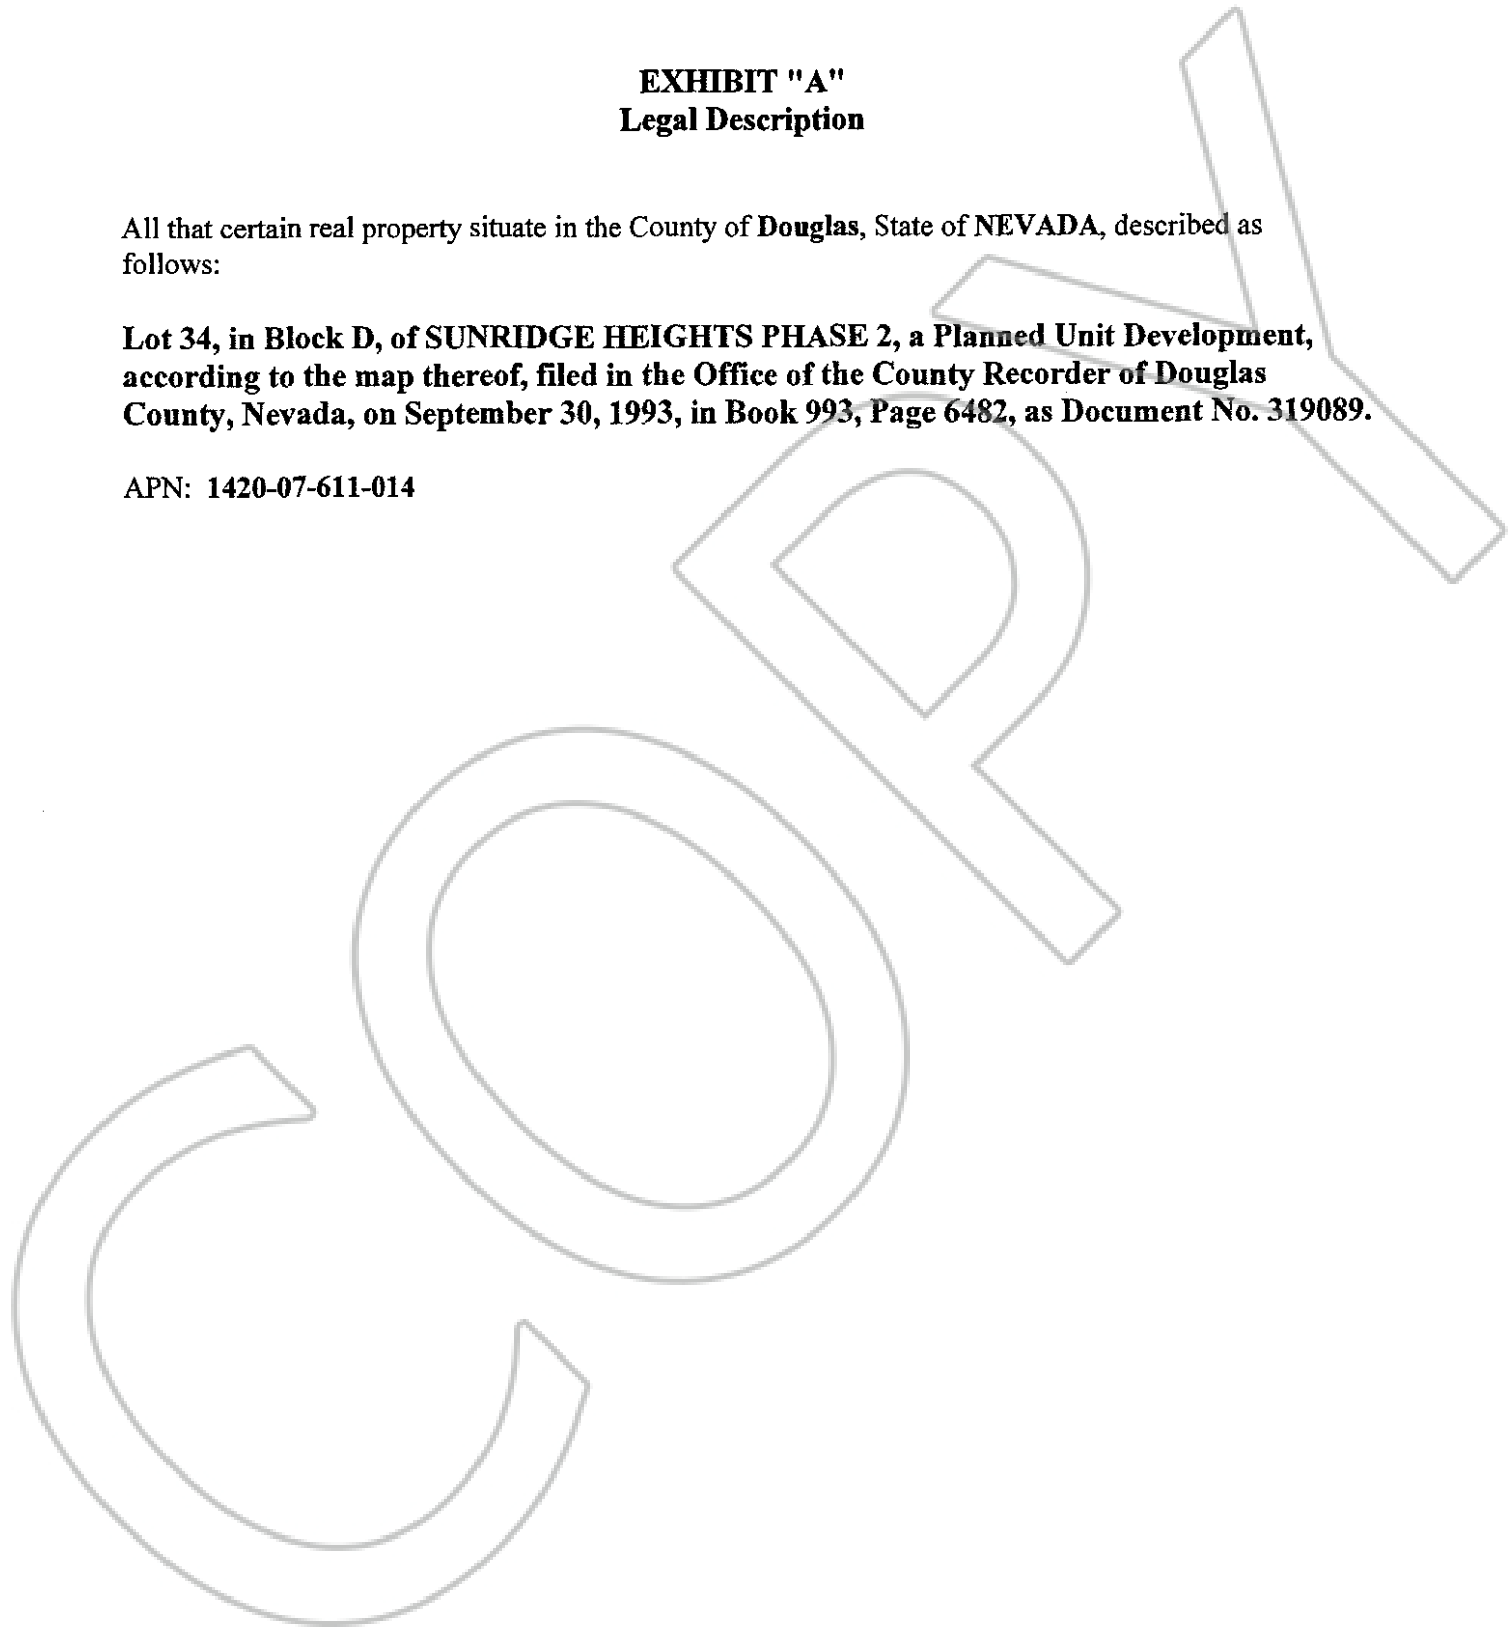 EXHIBIT "A"
Legal Description
All that certain real property situate in the County of Douglas, State of NEVADA, described as
follows:
Lot 34, in Block D, of SUNRIDGE HEIGHTS PHASE 2, a Planned Unit Development,
according to the map thereof, filed in the Office of the County Recorder of Douglas
County, Nevada, on September 30, 1993, in Book 993, Page 6482, as Document No. 319089.
APN: 1420-07-611-014
COPY